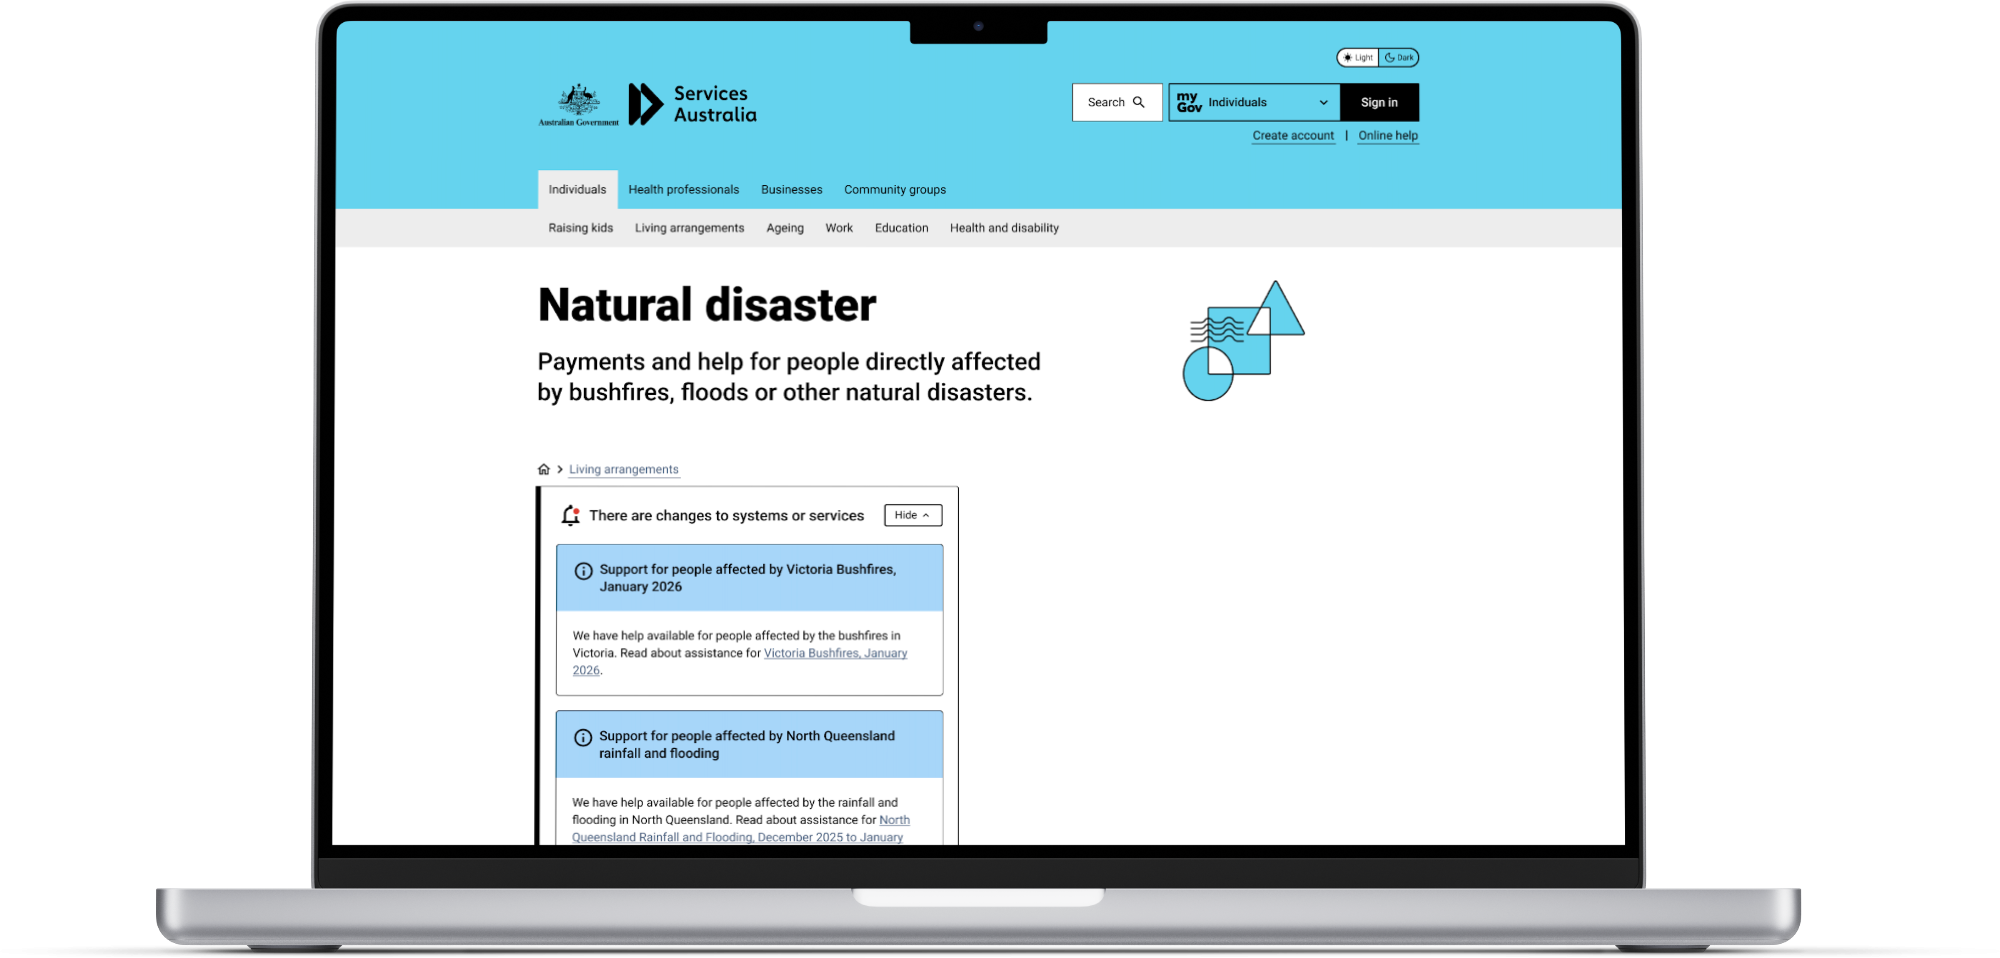 Light
Dark
Australian Government
Services
Australia
Search
my
Gov
Individuals
Sign in
Create account | Online help
Individuals
Health professionals
Businesses
Community groups
Raising kids
Living arrangements
Ageing
Work
Education
Health and disability
Natural disaster
Payments and help for people directly affected
by bushfires, floods or other natural disasters.
Living arrangements
There are changes to systems or services
Hide
Support for people affected by Victoria Bushfires,
January 2026
We have help available for people affected by the bushfires in
Victoria. Read about assistance for Victoria Bushfires, January
2026.
Support for people affected by North Queensland
rainfall and flooding
We have help available for people affected by the rainfall and
flooding in North Queensland. Read about assistance for North
Queensland Rainfall and Flooding, December 2025 to January